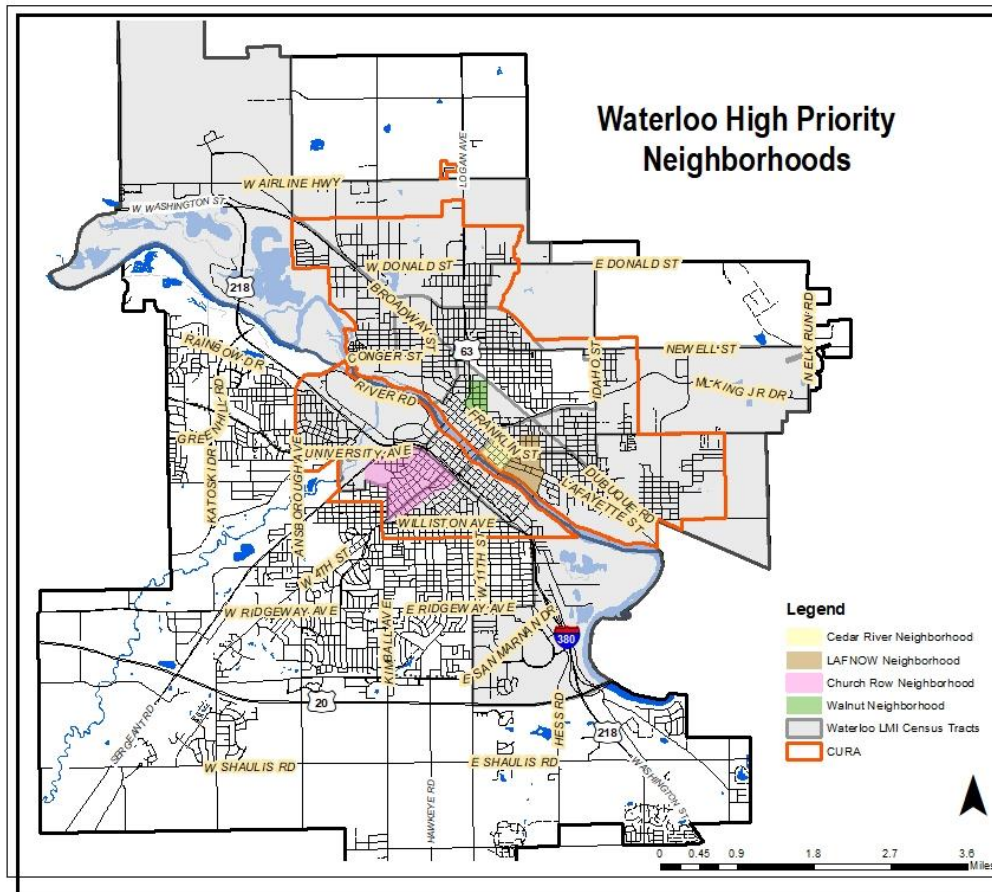 Waterloo High Priority
Neighborhoods
LOGAN AVE
W AIRLINE HWY
W WASHINGTON ST
W DONALD ST
E DONALD ST
218
BROADWAY ST
N ELK RUN RD
RAINBOW DR
CONGER ST
63
NEWELL ST
IDAHO ST
RIVER RD
GREENHILL RD
KATOSKI DR
ANSBOROUGH AVE
UNIVERSITY AVE
FRANKLIN ST
DUBUQUE RD
LAFAYETTE ST
WILLISTON AVE
W 4TH ST
W 11TH ST
W RIDGEWAY AVE
E RIDGEWAY AVE
KIMBALL AVE
E SAN MARNAN DR
380
20
SERGEANT RD
HESS RD
218
W SHAULIS RD
E SHAULIS RD
HAWKEYE RD
WASHINGTON ST
Legend
Cedar River Neighborhood
LAFNOW Neighborhood
Church Row Neighborhood
Walnut Neighborhood
Waterloo LMI Census Tracts
CURA
0 0.45 0.9 1.8 2.7 3.6
Miles